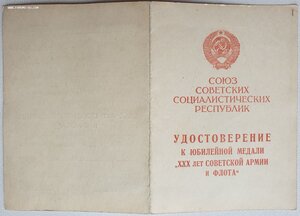 СОЮЗ
СОВЕТСКИХ
СОЦИАЛИСТИЧЕСКИХ
РЕСПУБЛИК
УДОСТОВЕРЕНИЕ
К ЮБИЛЕЙНОЙ МЕДАЛИ
„XXX ЛЕТ СОВЕТСКОЙ АРМИИ
И ФЛОТА“